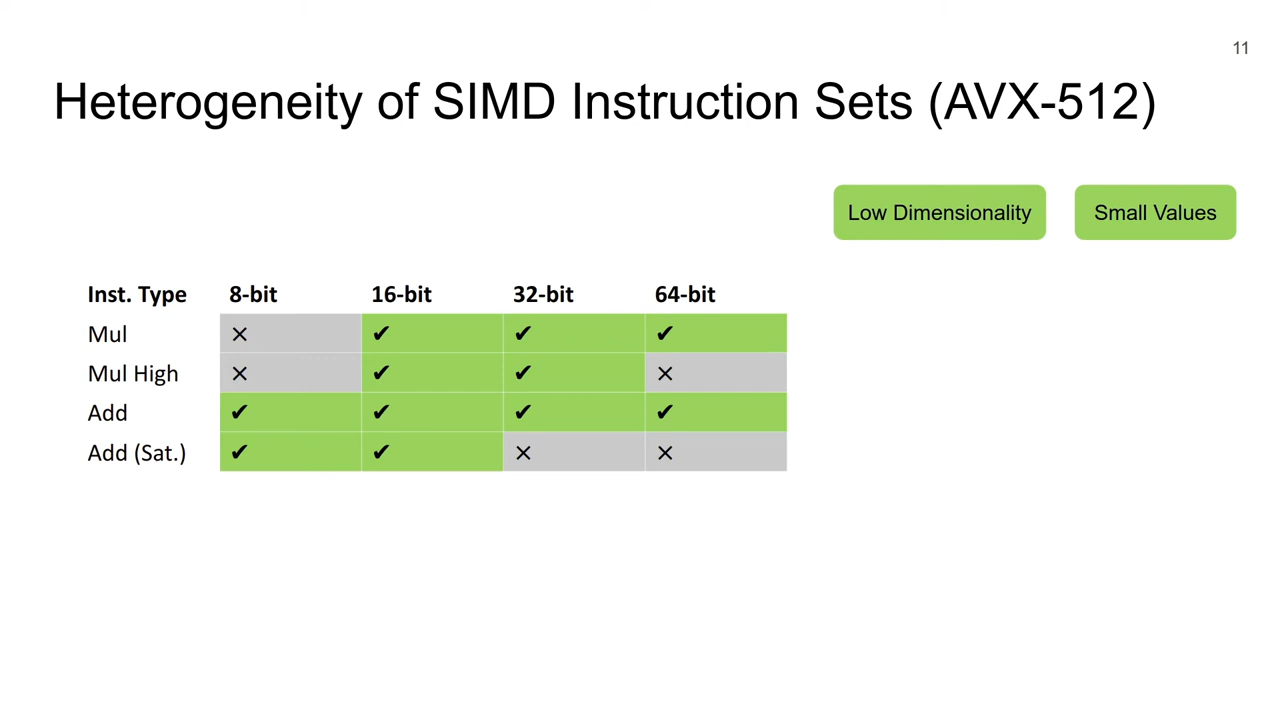 11
Heterogeneity of SIMD Instruction Sets (AVX-512)
Low Dimensionality Small Values
Inst. Type 8-bit 16-bit 32-bit 64-bit
Mul × ✔ ✔ ✔
Mul High × ✔ ✔ ×
Add ✔ ✔ ✔ ✔
Add (Sat.) ✔ ✔ × ×